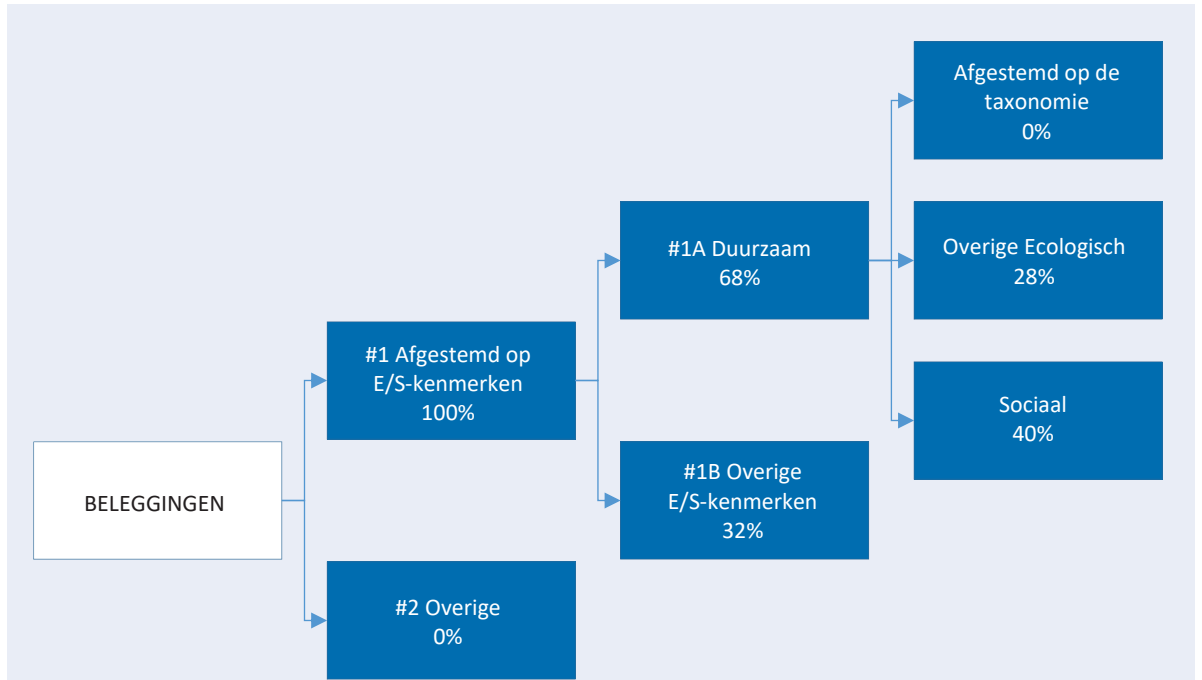 BELEGGINGEN
#1 Afgestemd op
E/S-kenmerken
100%
#2 Overige
0%
#1A Duurzaam
68%
#1B Overige
E/S-kenmerken
32%
Afgestemd op de
taxonomie
0%
Overige Ecologisch
28%
Sociaal
40%